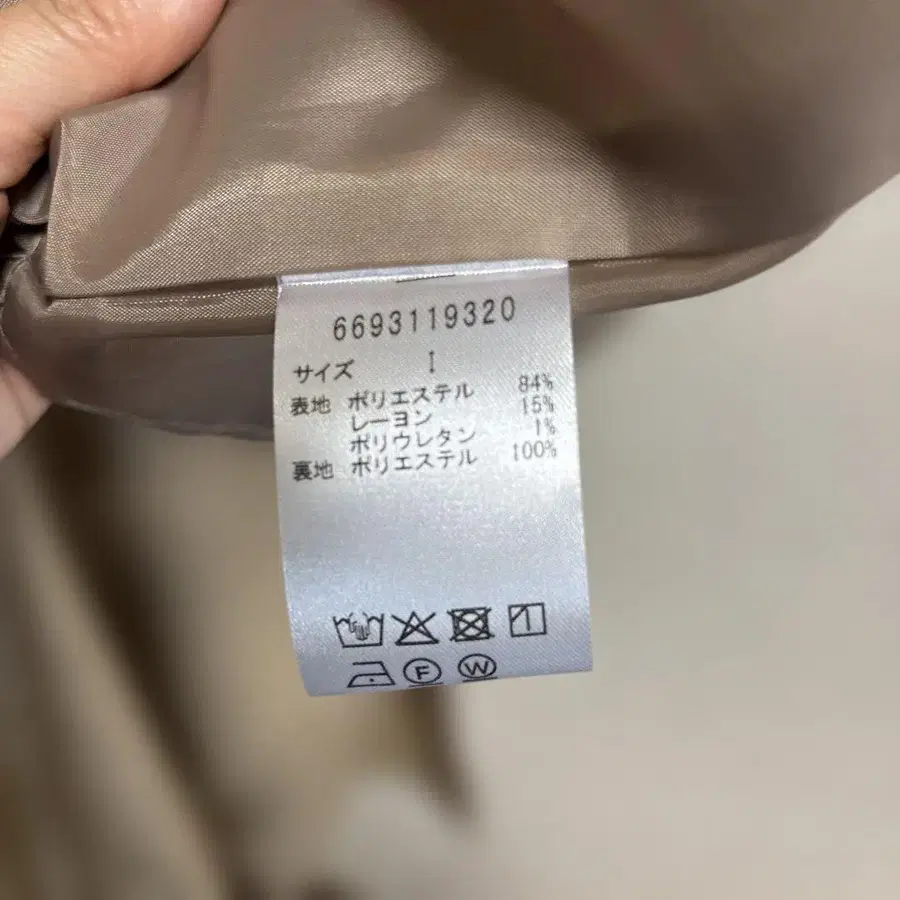 6693119320
サイズ I
表地 ポリエステル 84%
レーヨン 15%
ポリウレタン 1%
裏地 ポリエステル 100%
F W